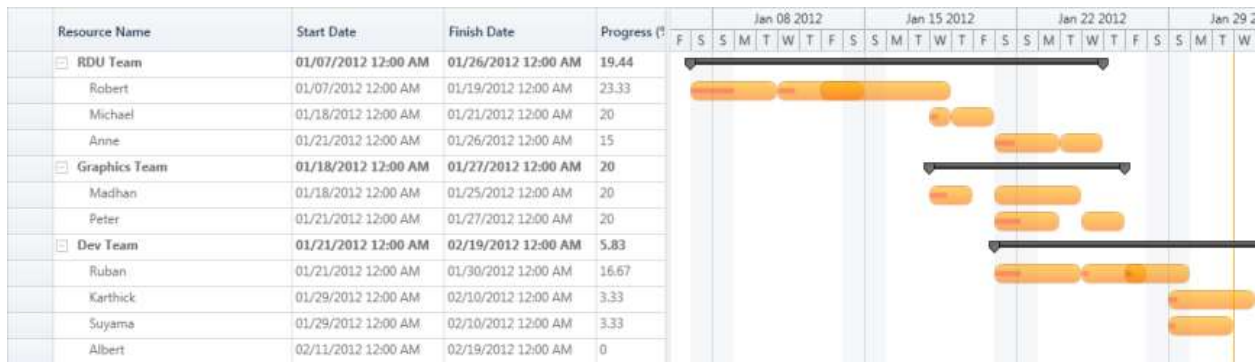 Resource Name Start Date Finish Date Progress (% Jan 08 2012 Jan 15 2012 Jan 22 2012 Jan 29 2
F S S M T W T F S S M T W T F S S M T W T F S S M T W
RDU Team 01/07/2012 12:00 AM 01/26/2012 12:00 AM 19.44
Robert 01/07/2012 12:00 AM 01/19/2012 12:00 AM 23.33
Michael 01/18/2012 12:00 AM 01/21/2012 12:00 AM 20
Anne 01/21/2012 12:00 AM 01/26/2012 12:00 AM 15
Graphics Team 01/18/2012 12:00 AM 01/27/2012 12:00 AM 20
Madhan 01/18/2012 12:00 AM 01/25/2012 12:00 AM 20
Peter 01/21/2012 12:00 AM 01/27/2012 12:00 AM 20
Dev Team 01/21/2012 12:00 AM 02/19/2012 12:00 AM 5.83
Ruban 01/21/2012 12:00 AM 01/30/2012 12:00 AM 16.67
Karthick 01/29/2012 12:00 AM 02/10/2012 12:00 AM 3.33
Suyama 01/29/2012 12:00 AM 02/10/2012 12:00 AM 3.33
Albert 02/11/2012 12:00 AM 02/19/2012 12:00 AM 0